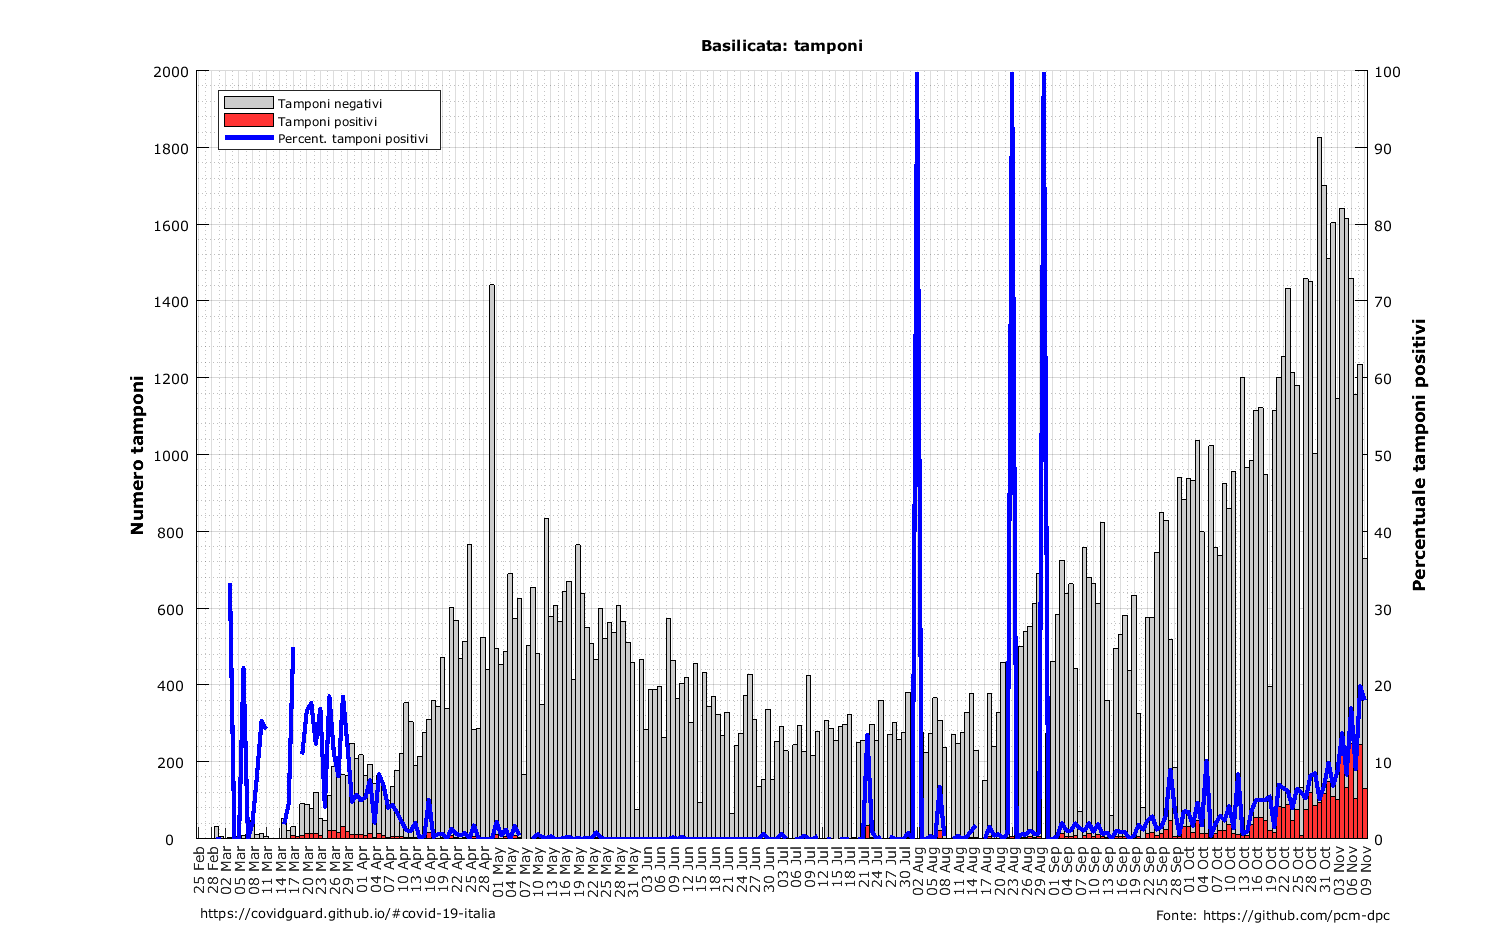 Basilicata: tamponi
Tamponi negativi
Tamponi positivi
Percent. tamponi positivi
Numero tamponi
2000
1800
1600
1400
1200
1000
800
600
400
200
0
100
90
80
70
60
50
40
30
20
10
0
Percentuale tamponi positivi
25 Feb
28 Feb
02 Mar
05 Mar
08 Mar
11 Mar
14 Mar
17 Mar
20 Mar
23 Mar
26 Mar
29 Mar
01 Apr
04 Apr
07 Apr
10 Apr
13 Apr
16 Apr
19 Apr
22 Apr
25 Apr
28 Apr
01 May
04 May
07 May
10 May
13 May
16 May
19 May
22 May
25 May
28 May
31 May
03 Jun
06 Jun
09 Jun
12 Jun
15 Jun
18 Jun
21 Jun
24 Jun
27 Jun
30 Jun
03 Jul
06 Jul
09 Jul
12 Jul
15 Jul
18 Jul
21 Jul
24 Jul
27 Jul
30 Jul
02 Aug
05 Aug
08 Aug
11 Aug
14 Aug
17 Aug
20 Aug
23 Aug
26 Aug
29 Aug
01 Sep
04 Sep
07 Sep
10 Sep
13 Sep
16 Sep
19 Sep
22 Sep
25 Sep
28 Sep
01 Oct
04 Oct
07 Oct
10 Oct
13 Oct
16 Oct
19 Oct
22 Oct
25 Oct
28 Oct
31 Oct
03 Nov
06 Nov
09 Nov
https://covidguard.github.io/#covid-19-italia
Fonte: https://github.com/pcm-dpc